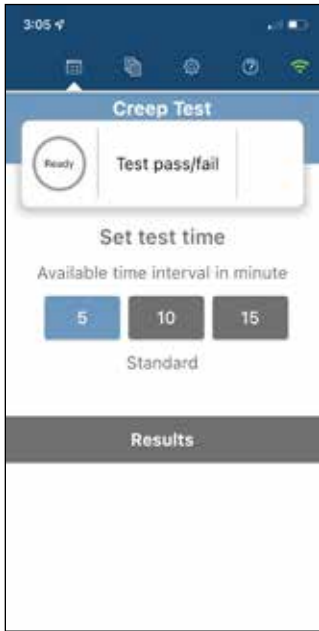 3:05
Creep Test
Ready
Test pass/fail
Set test time
Available time interval in minute
5 10 15
Standard
Results